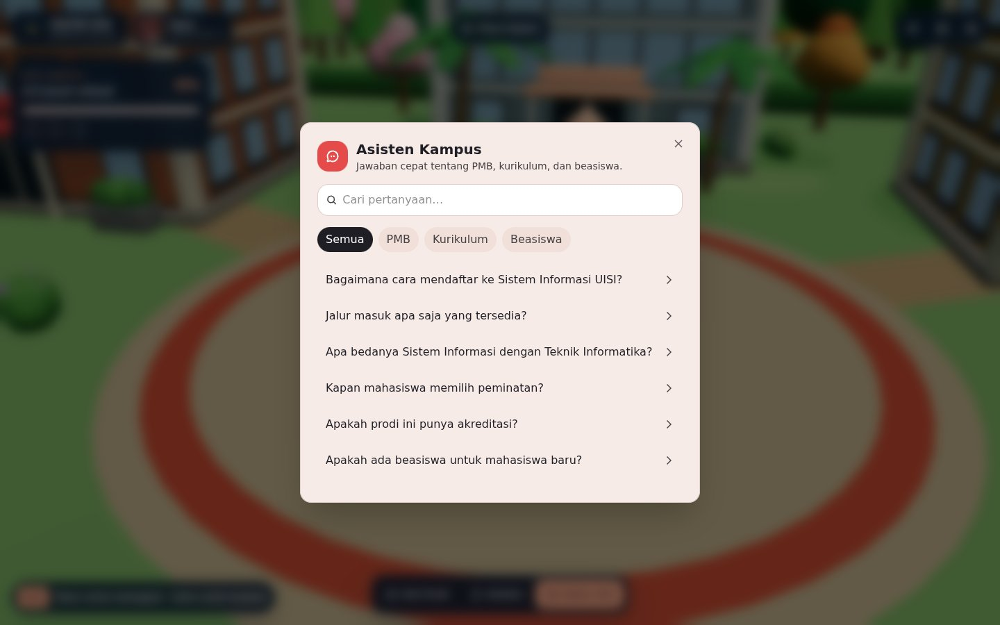 Asisten Kampus
Jawaban cepat tentang PMB, kurikulum, dan beasiswa.
Cari pertanyaan...
Semua
PMB
Kurikulum
Beasiswa
Bagaimana cara mendaftar ke Sistem Informasi UISI?
Jalur masuk apa saja yang tersedia?
Apa bedanya Sistem Informasi dengan Teknik Informatika?
Kapan mahasiswa memilih peminatan?
Apakah prodi ini punya akreditasi?
Apakah ada beasiswa untuk mahasiswa baru?